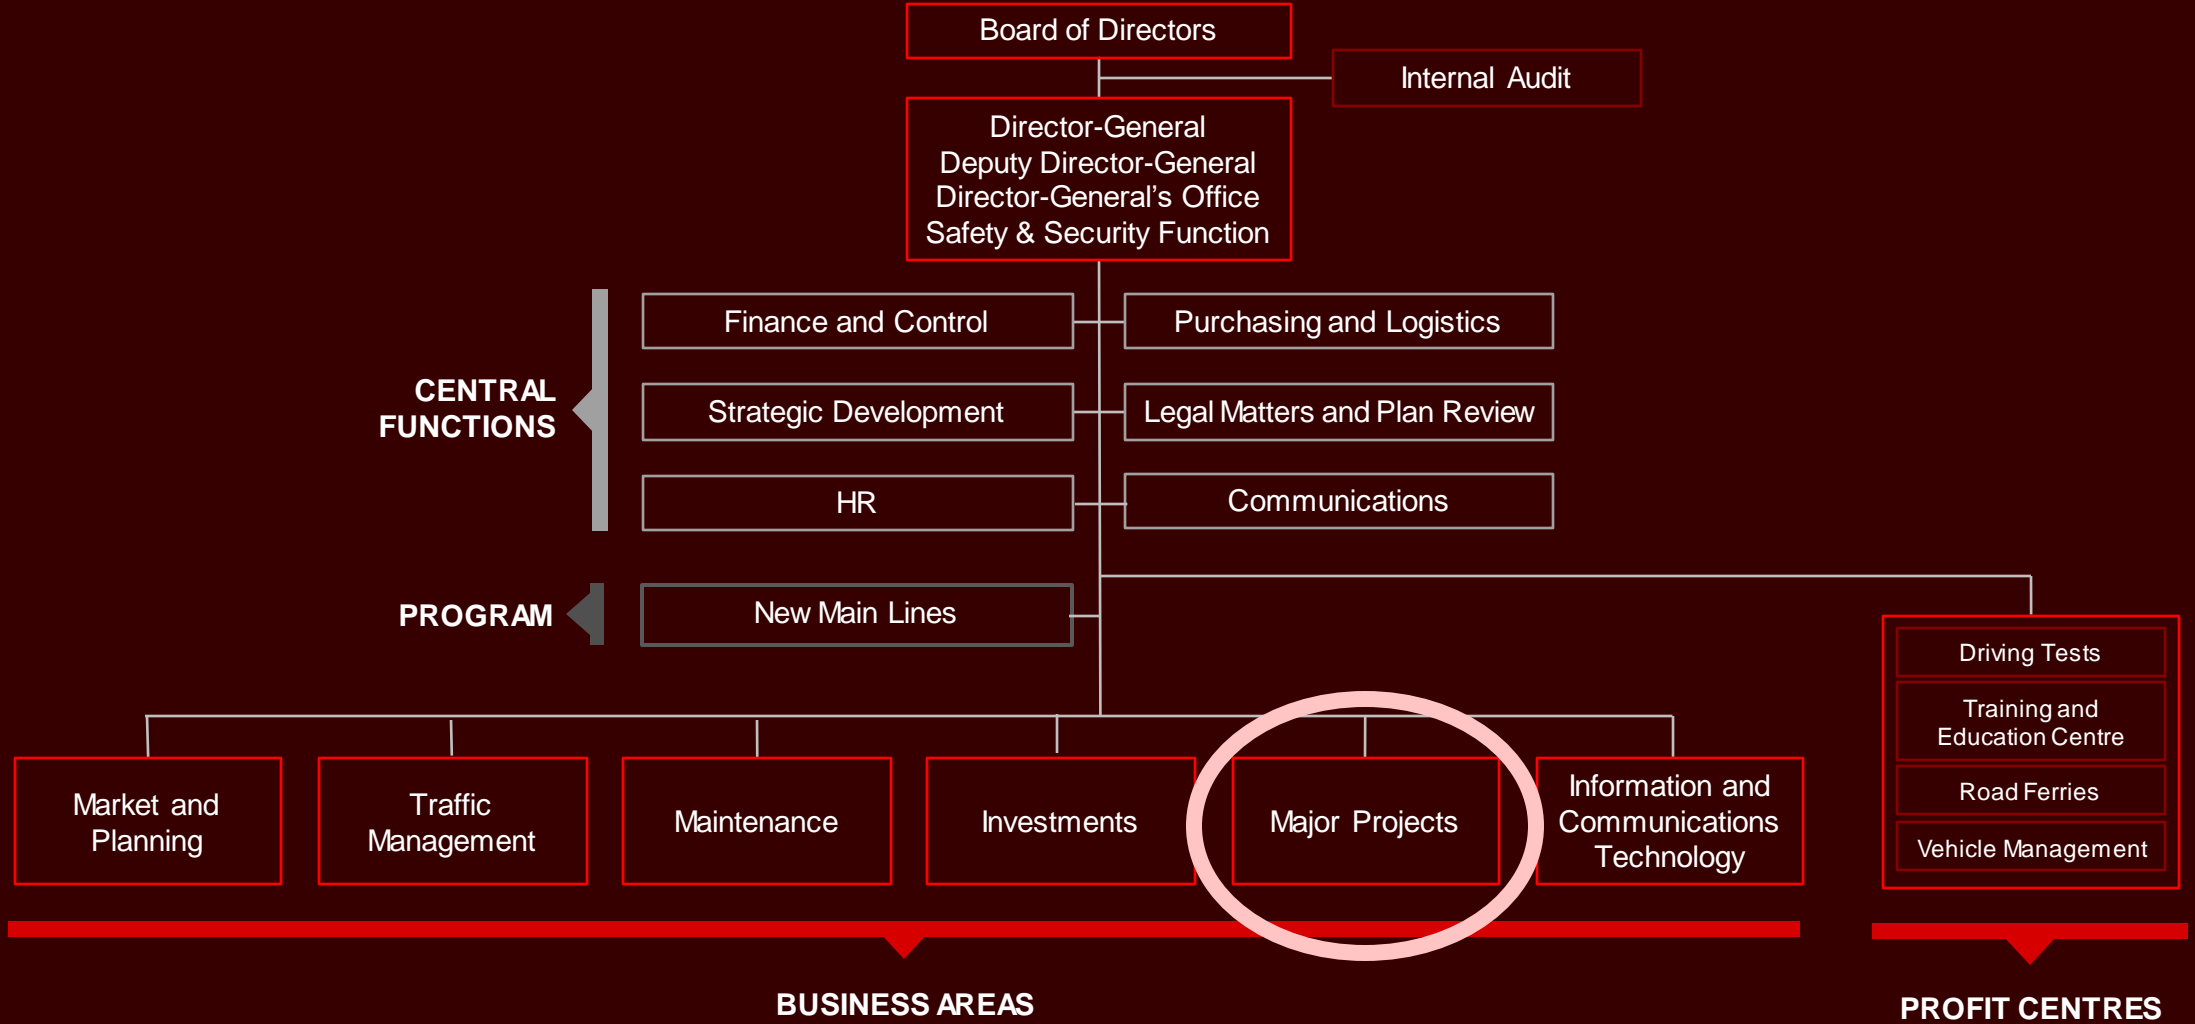 Board of Directors
Internal Audit
Director-General
Deputy Director-General
Director-General’s Office
Safety & Security Function
CENTRAL
FUNCTIONS
Finance and Control
Purchasing and Logistics
Strategic Development
Legal Matters and Plan Review
HR
Communications
PROGRAM
New Main Lines
Market and
Planning
Traffic
Management
Maintenance
Investments
Major Projects
Information and
Communications
Technology
Driving Tests
Training and
Education Centre
Road Ferries
Vehicle Management
BUSINESS AREAS
PROFIT CENTRES